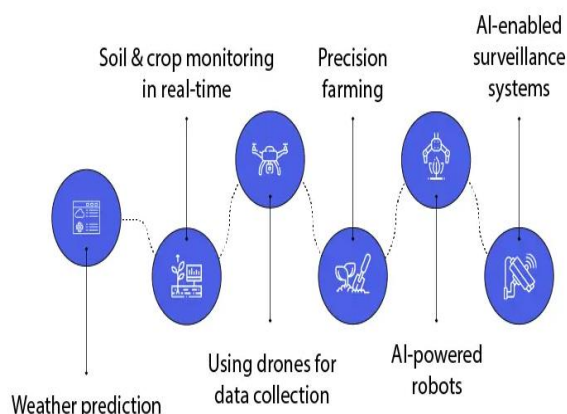 AI-enabled
surveillance
systems
Soil & crop monitoring
in real-time
Precision
farming
Using drones for
data collection
AI-powered
robots
Weather prediction